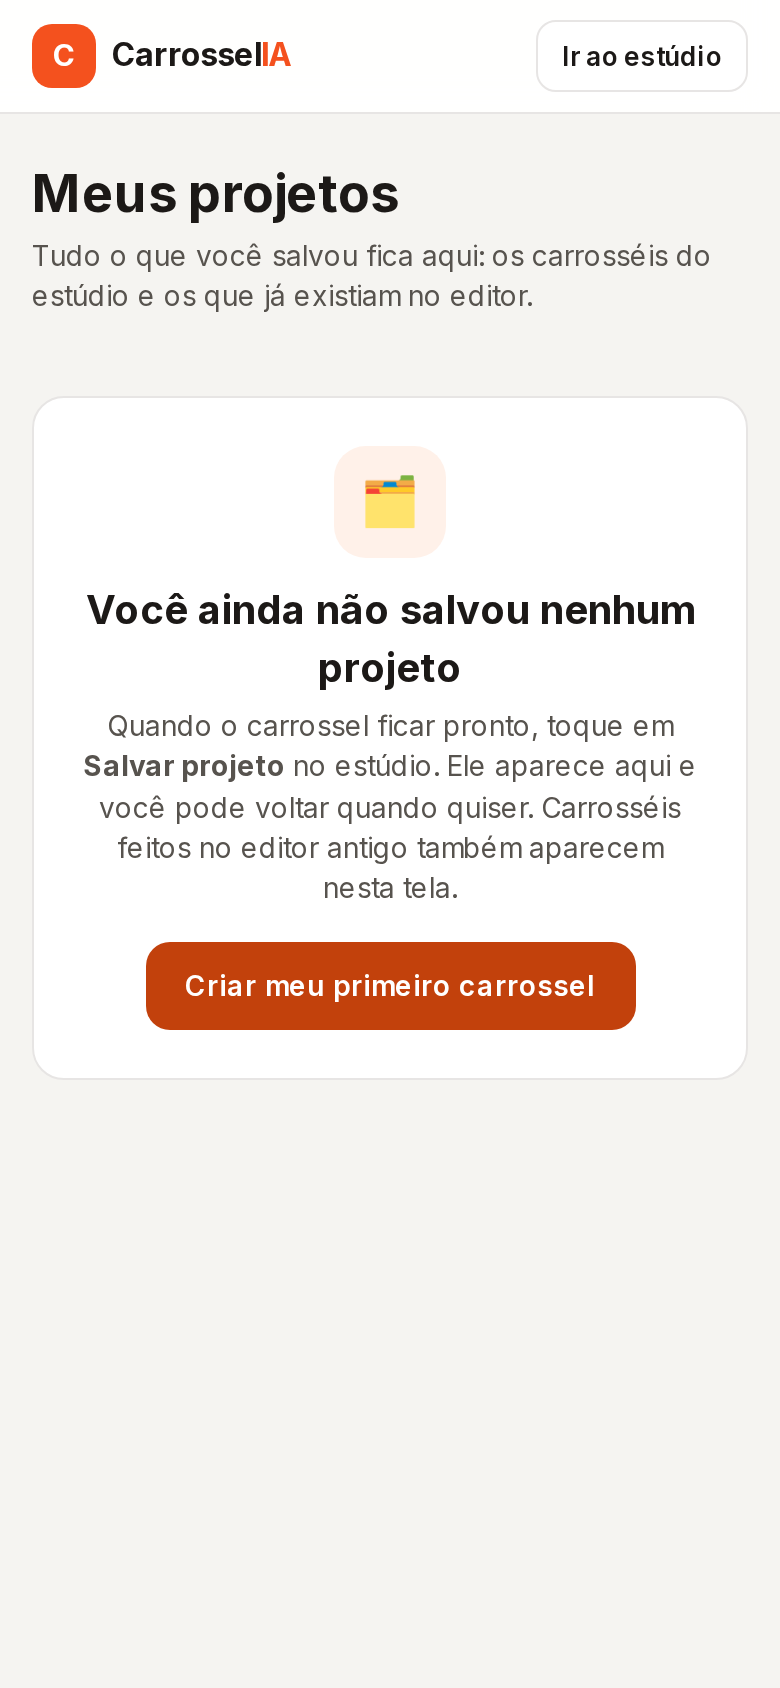 C CarrosselIA Ir ao estúdio
Meus projetos
Tudo o que você salvou fica aqui: os carrosséis do
estúdio e os que já existiam no editor.
Você ainda não salvou nenhum
projeto
Quando o carrossel ficar pronto, toque em
Salvar projeto no estúdio. Ele aparece aqui e
você pode voltar quando quiser. Carrosséis
feitos no editor antigo também aparecem
nesta tela.
Criar meu primeiro carrossel